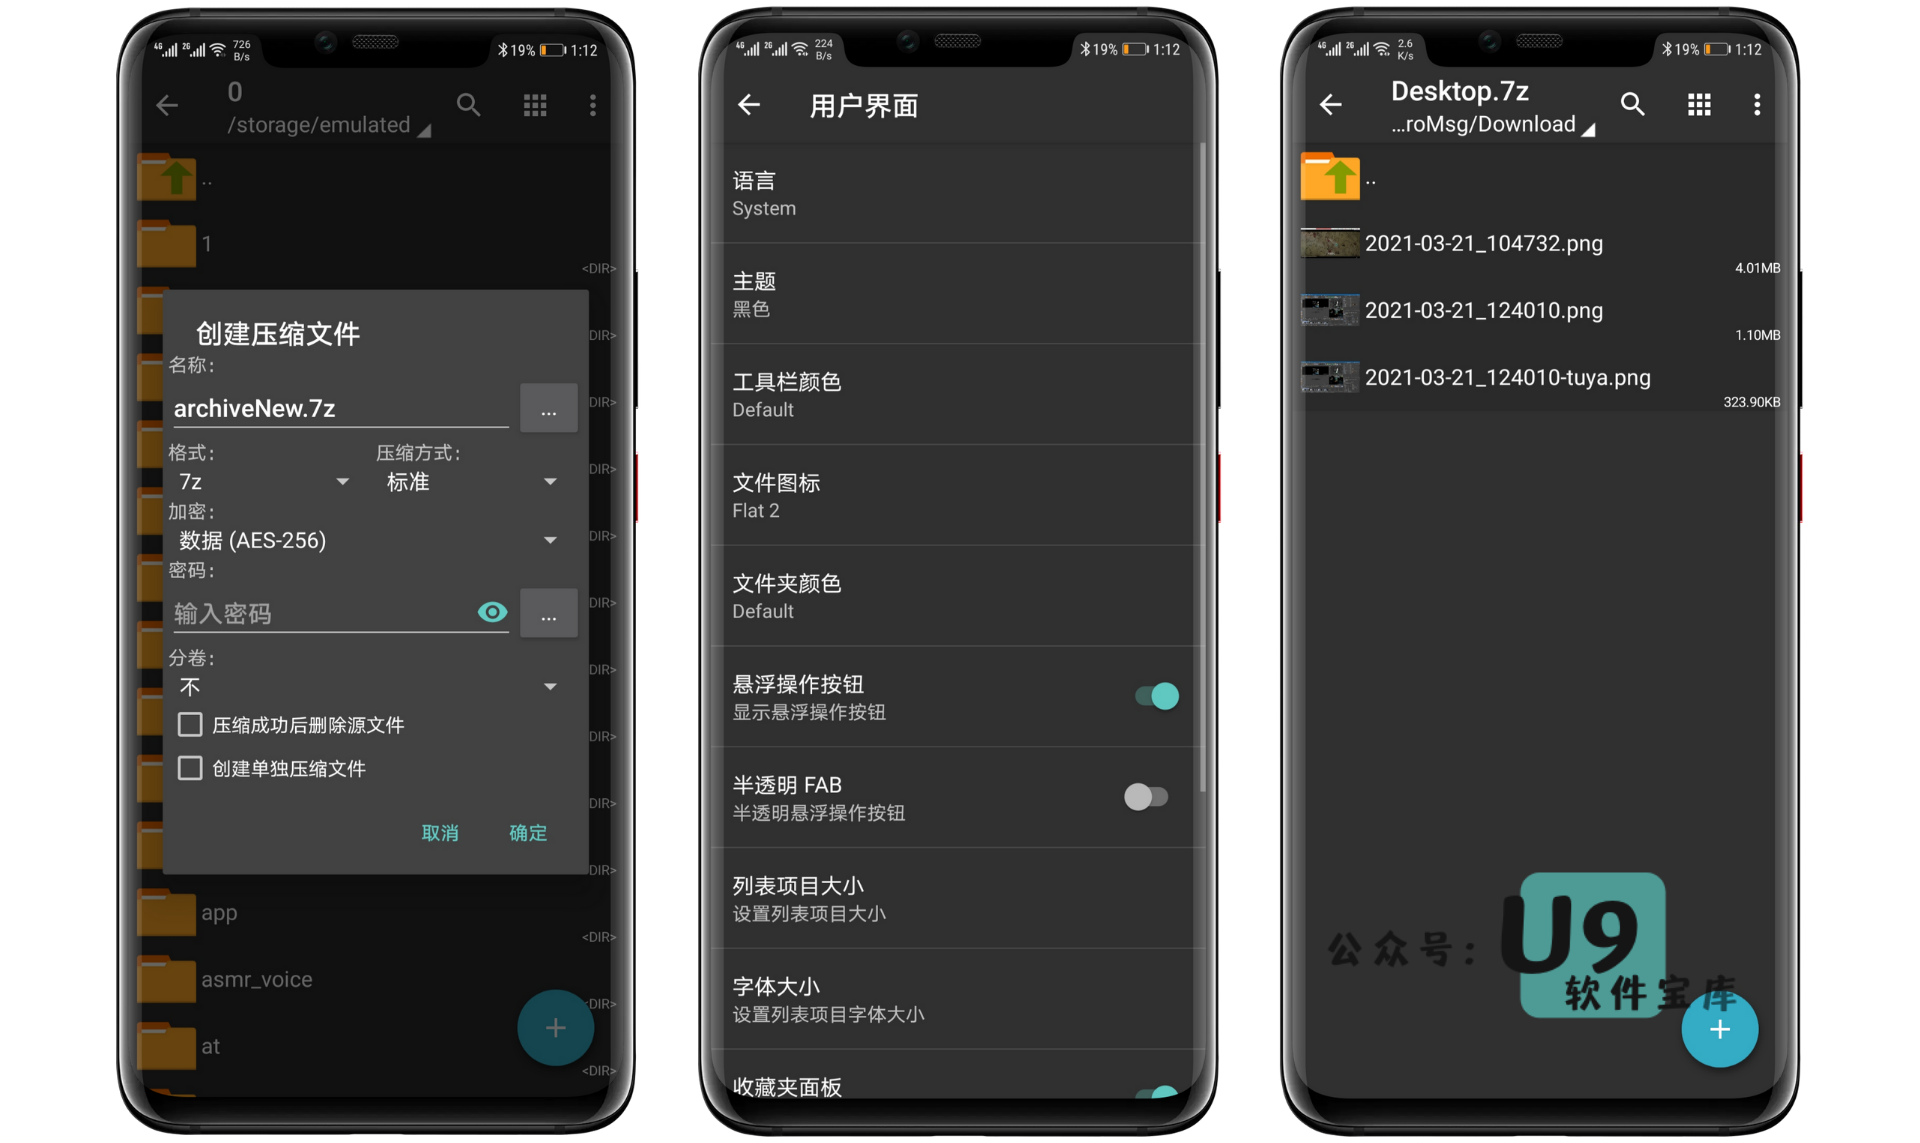 4G 2G 726 B/s 19% 1:12
0
/storage/emulated
..
1
<DIR>
创建压缩文件
DIR>
名称:
archiveNew.7z
...
DIR>
格式:
压缩方式:
7z
标准
DIR>
加密:
数据 (AES-256)
DIR>
密码:
输入密码
...
DIR>
分卷:
不
DIR>
压缩成功后删除源文件
DIR>
创建单独压缩文件
DIR>
取消
确定
DIR>
app
<DIR>
asmr_voice
<DIR>
at
<DIR>
4G 2G 224 B/s 19% 1:12
用户界面
语言
System
主题
黑色
工具栏颜色
Default
文件图标
Flat 2
文件夹颜色
Default
悬浮操作按钮
显示悬浮操作按钮
半透明 FAB
半透明悬浮操作按钮
列表项目大小
设置列表项目大小
字体大小
设置列表项目字体大小
收藏夹面板
4G 2G 2.6 K/s 19% 1:12
Desktop.7z
...roMsg/Download
..
2021-03-21_104732.png
4.01MB
2021-03-21_124010.png
1.10MB
2021-03-21_124010-tuya.png
323.90KB
公众号: U9
软件宝库